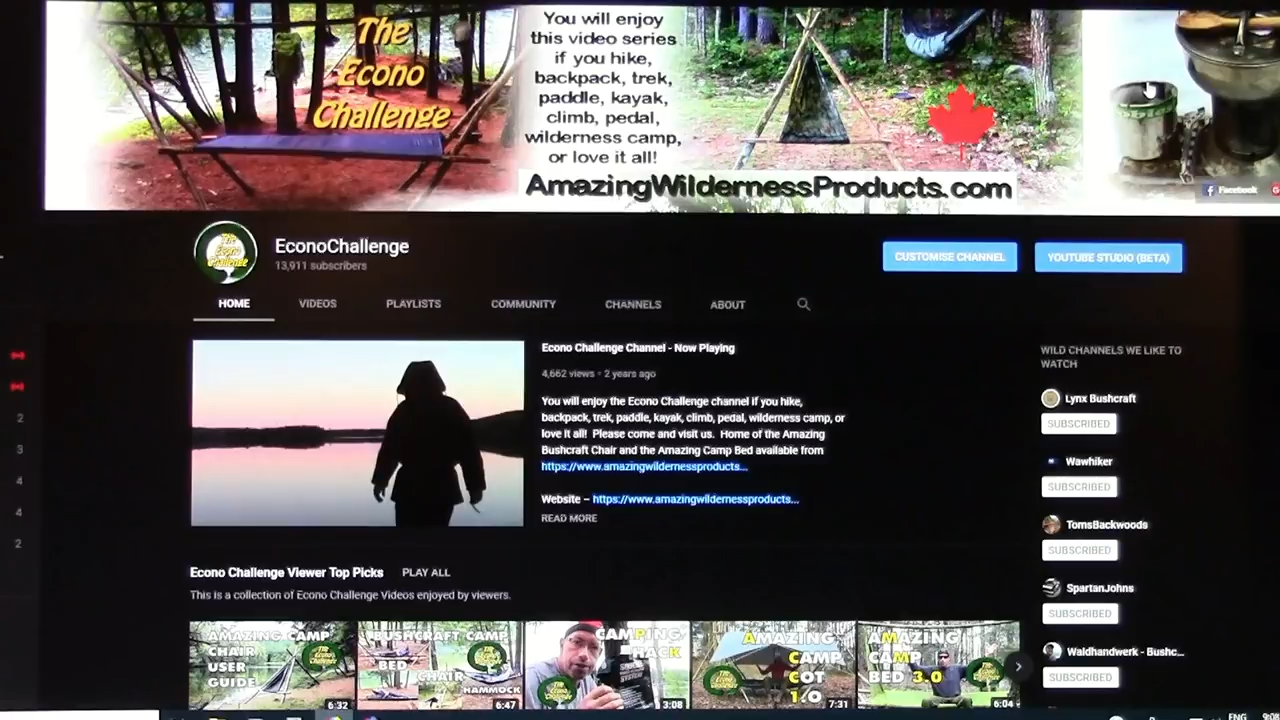 The
Econo
Challenge
You will enjoy
this video series
if you hike,
backpack, trek,
paddle, kayak,
climb, pedal,
wilderness camp,
or love it all!
AmazingWildernessProducts.com
Facebook
The
Econo
Challenge
EconoChallenge
13,911 subscribers
CUSTOMISE CHANNEL
YOUTUBE STUDIO (BETA)
HOME
VIDEOS
PLAYLISTS
COMMUNITY
CHANNELS
ABOUT
Econo Challenge Channel - Now Playing
4,662 views · 2 years ago
You will enjoy the Econo Challenge channel if you hike,
backpack, trek, paddle, kayak, climb, pedal, wilderness camp, or
love it all! Please come and visit us. Home of the Amazing
Bushcraft Chair and the Amazing Camp Bed available from
https://www.amazingwildernessproducts...
Website – https://www.amazingwildernessproducts...
READ MORE
WILD CHANNELS WE LIKE TO
WATCH
Lynx Bushcraft
SUBSCRIBED
Wawhiker
SUBSCRIBED
TomsBackwoods
SUBSCRIBED
SpartanJohns
SUBSCRIBED
Waldhandwerk - Bushc...
SUBSCRIBED
2
3
4
4
2
Econo Challenge Viewer Top Picks
PLAY ALL
This is a collection of Econo Challenge Videos enjoyed by viewers.
AMAZING CAMP
CHAIR
USER
GUIDE
6:32
BUSHCRAFT CAMP
BED
CHAIR
HAMMOCK
6:47
CAMPING
HACK
3:08
AMAZING
CAMP
COT
1.0
7:31
AMAZING
CAMP
BED 3.0
6:04
ENG